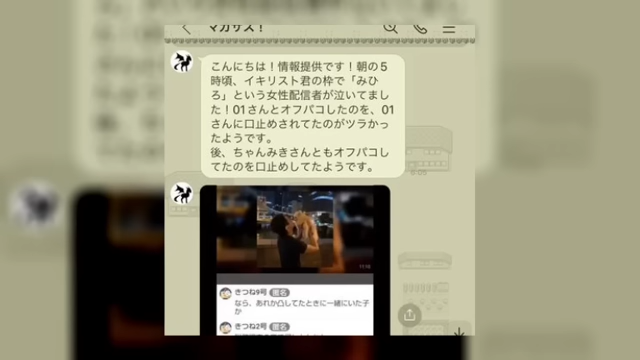 マガザス！
こんにちは！情報提供です！朝の5
時頃、イキリスト君の枠で「みひ
ろ」という女性配信者が泣いてまし
た！01さんとオフパコしたのを、01
さんに口止めされてたのがツラかっ
たようです。
後、ちゃんみきさんともオフパコし
てたのを口止めしてたようです。
きつね9号 匿名
なら、あれか凸してたときに一緒にいた子
か
きつね2号 匿名